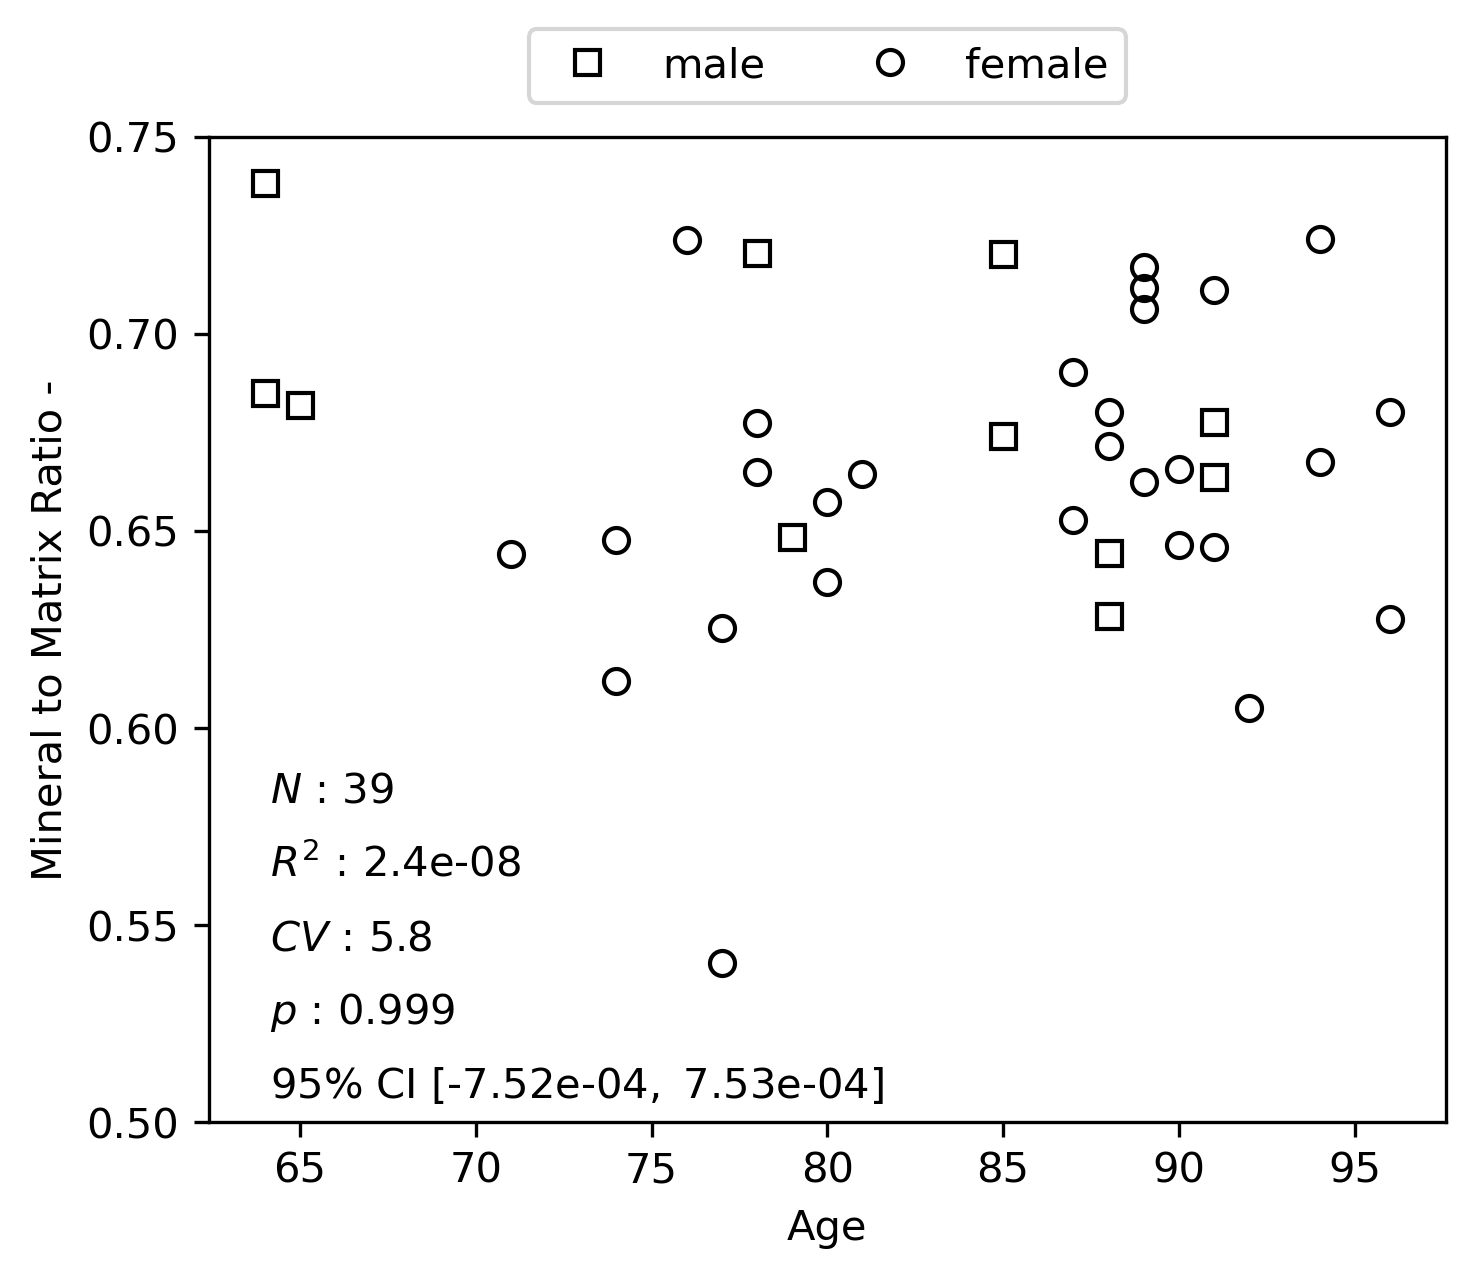 male female
0.75
0.70
0.65
0.60
0.55
0.50
Mineral to Matrix Ratio -
N : 39
R² : 2.4e-08
CV : 5.8
p : 0.999
95% CI [-7.52e-04, 7.53e-04]
65 70 75 80 85 90 95
Age